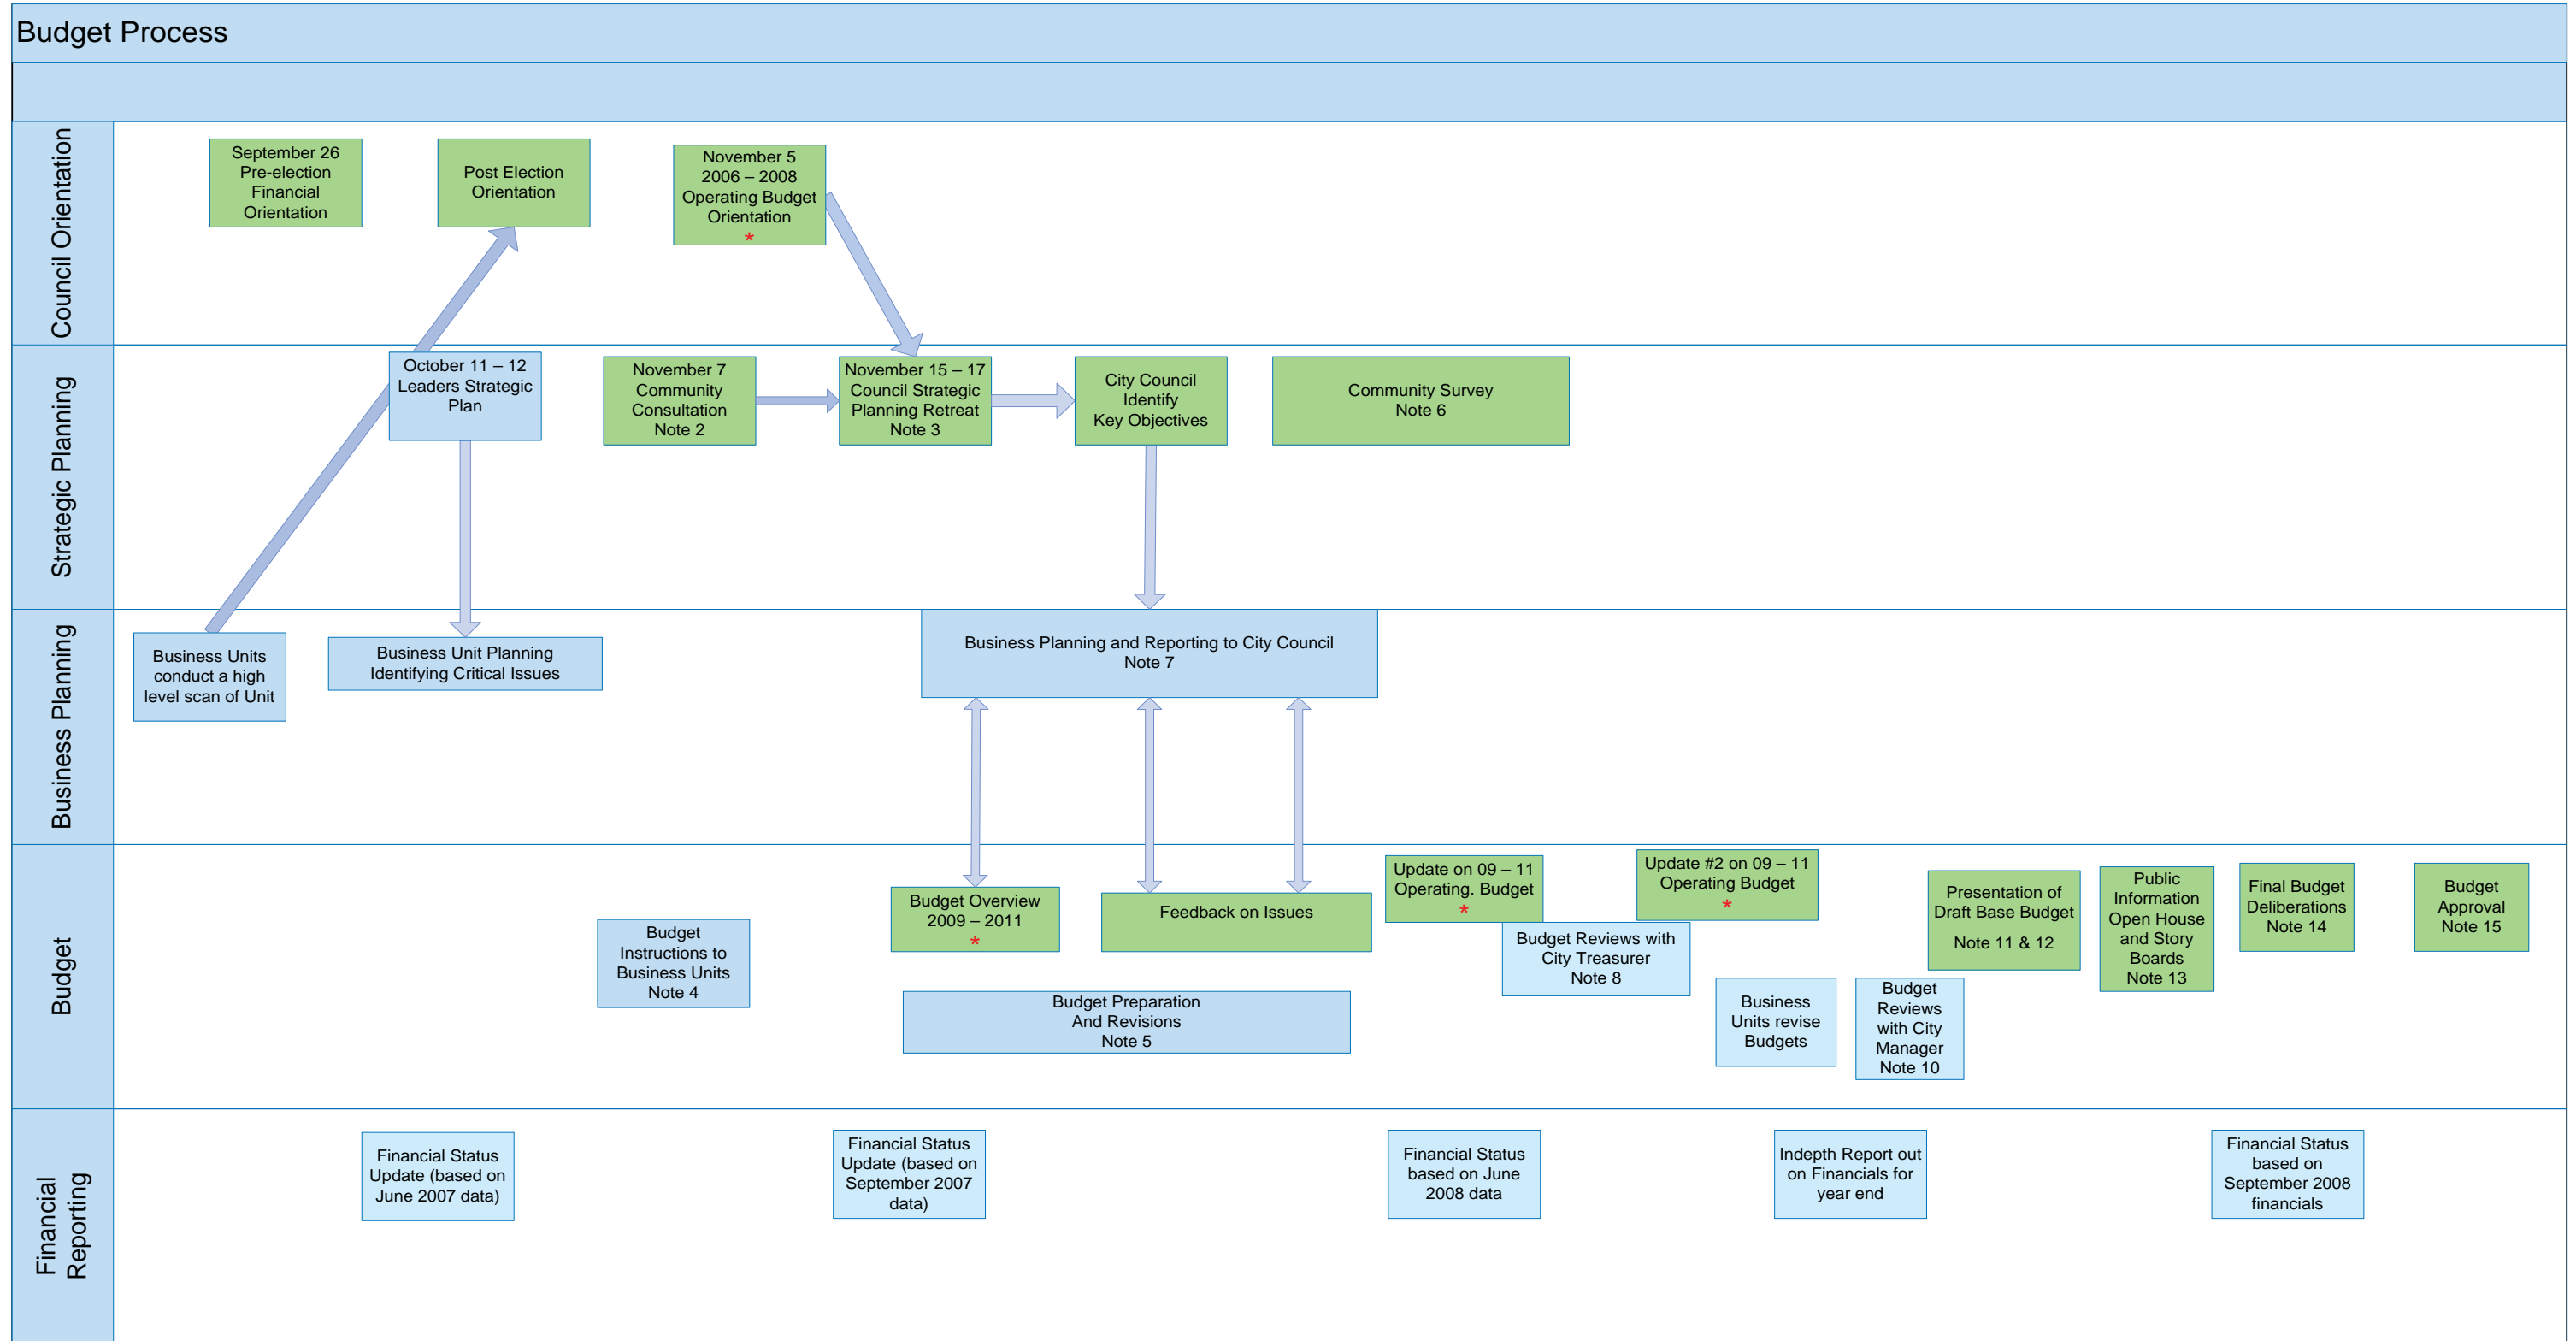 Budget Process
Council Orientation
September 26
Pre-election
Financial
Orientation
Post Election
Orientation
November 5
2006 – 2008
Operating Budget
Orientation
*
Strategic Planning
October 11 – 12
Leaders Strategic
Plan
November 7
Community
Consultation
Note 2
November 15 – 17
Council Strategic
Planning Retreat
Note 3
City Council
Identify
Key Objectives
Community Survey
Note 6
Business Planning
Business Units
conduct a high
level scan of Unit
Business Unit Planning
Identifying Critical Issues
Business Planning and Reporting to City Council
Note 7
Budget
Budget
Instructions to
Business Units
Note 4
Budget Overview
2009 – 2011
*
Feedback on Issues
Budget Preparation
And Revisions
Note 5
Update on 09 – 11
Operating. Budget
*
Budget Reviews with
City Treasurer
Note 8
Update #2 on 09 – 11
Operating Budget
*
Business
Units revise
Budgets
Budget
Reviews
with City
Manager
Note 10
Presentation of
Draft Base Budget
Note 11 & 12
Public
Information
Open House
and Story
Boards
Note 13
Final Budget
Deliberations
Note 14
Budget
Approval
Note 15
Financial
Reporting
Financial Status
Update (based on
June 2007 data)
Financial Status
Update (based on
September 2007
data)
Financial Status
based on June
2008 data
Indepth Report out
on Financials for
year end
Financial Status
based on
September 2008
financials